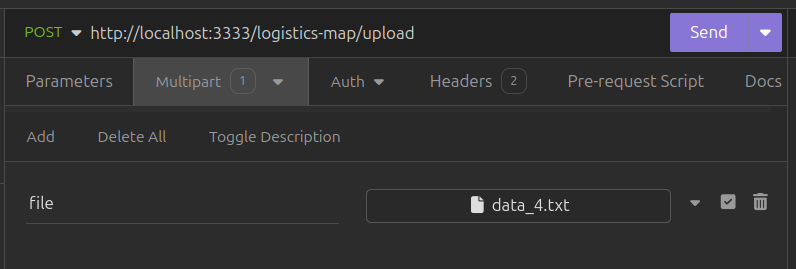 POST http://localhost:3333/logistics-map/upload Send
Parameters Multipart 1 Auth Headers 2 Pre-request Script Docs
Add Delete All Toggle Description
file data_4.txt